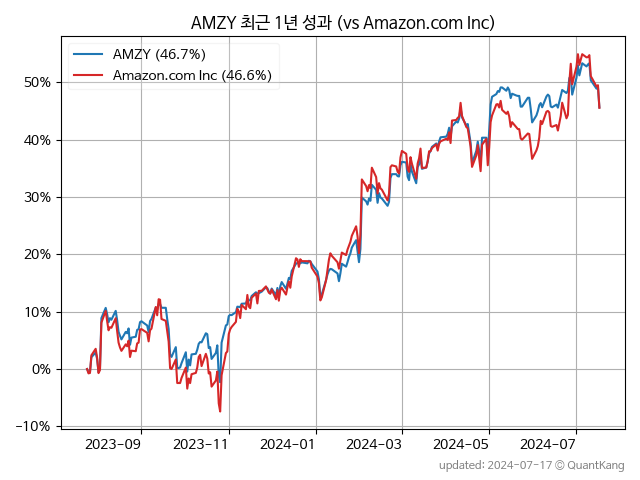 AMZY 최근 1년 성과 (vs Amazon.com Inc)
AMZY (46.7%)
Amazon.com Inc (46.6%)
50%
40%
30%
20%
10%
0%
−10%
2023-09 2023-11 2024-01 2024-03 2024-05 2024-07
updated: 2024-07-17 © QuantKang